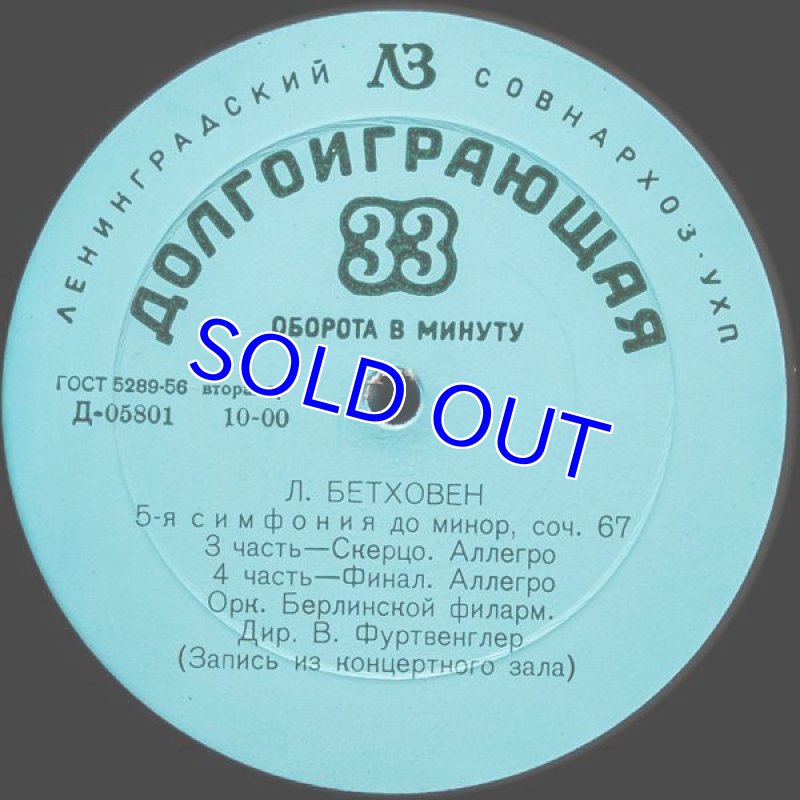 ЛЕНИНГРАДСКИЙ ЛЗ СОВНАРХОЗ·УХП
ДОЛГОИГРАЮЩАЯ
33
ОБОРОТА В МИНУТУ
SOLD OUT
ГОСТ 5289-56
Д-05801 10-00
Л. БЕТХОВЕН
5-я симфония до минор, соч. 67
3 часть—Скерцо. Аллегро
4 часть—Финал. Аллегро
Орк. Берлинской филарм.
Дир. В. Фуртвенглер
(Запись из концертного зала)